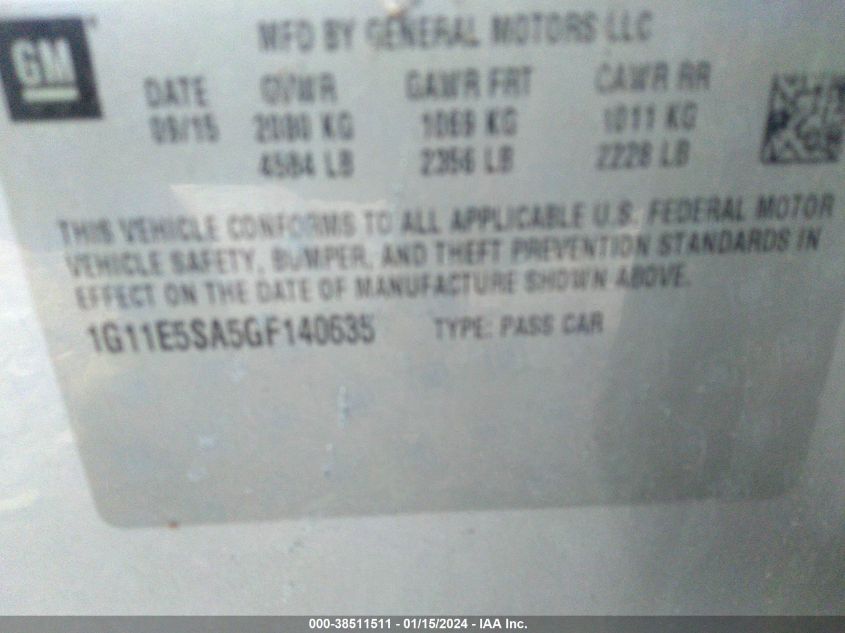 GM
MFD BY GENERAL MOTORS LLC
DATE GVWR GAWR FRT GAWR RR
09/15 2080 KG 1069 KG 1011 KG
4584 LB 2356 LB 2228 LB
THIS VEHICLE CONFORMS TO ALL APPLICABLE U.S. FEDERAL MOTOR
VEHICLE SAFETY, BUMPER, AND THEFT PREVENTION STANDARDS IN
EFFECT ON THE DATE OF MANUFACTURE SHOWN ABOVE.
1G11E5SA5GF140635 TYPE: PASS CAR
000-38511511 - 01/15/2024 - IAA Inc.